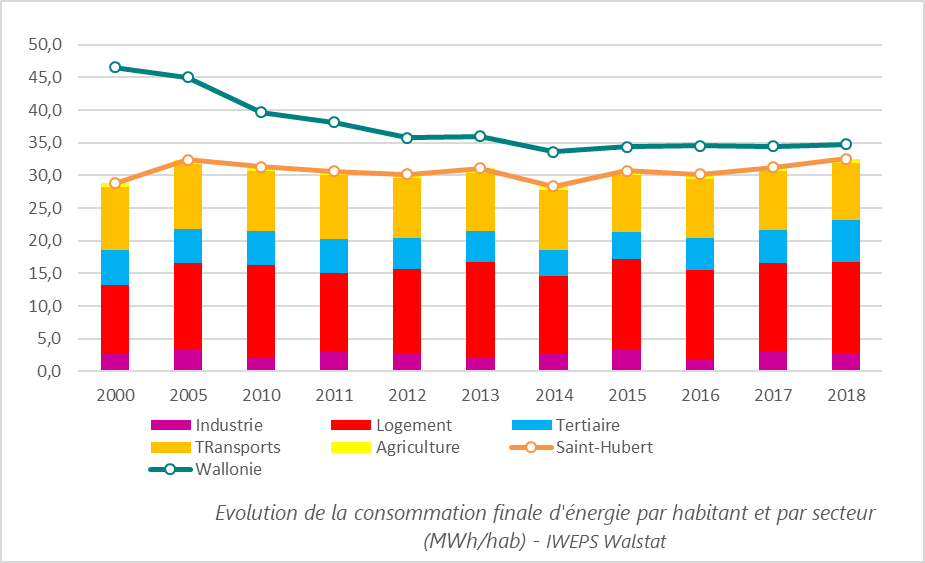 50,0
45,0
40,0
35,0
30,0
25,0
20,0
15,0
10,0
5,0
0,0
2000 2005 2010 2011 2012 2013 2014 2015 2016 2017 2018
Industrie Logement Tertiaire
TRansports Agriculture Saint-Hubert
Wallonie
Evolution de la consommation finale d'énergie par habitant et par secteur
(MWh/hab) - IWEPS Walstat